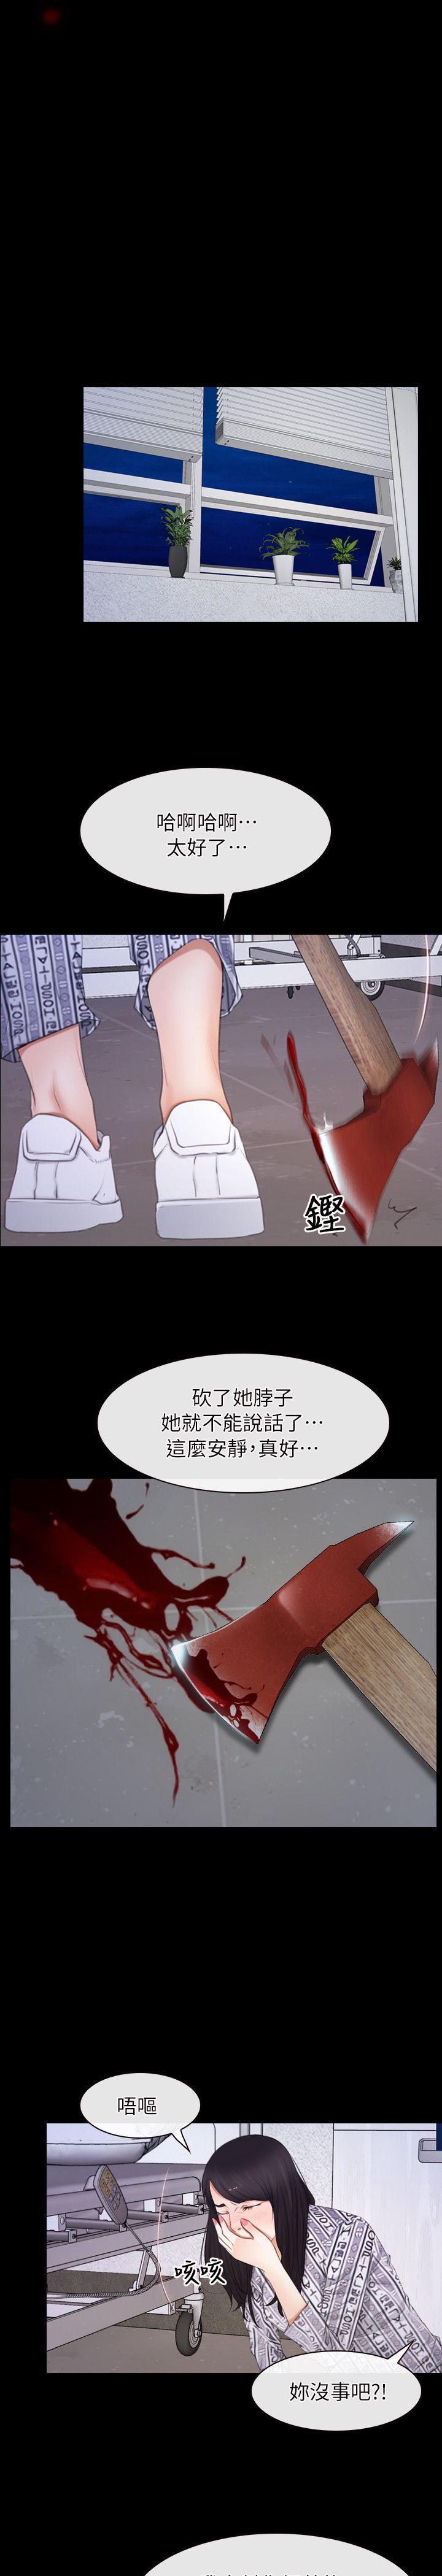 哈啊哈啊⋯
太好了⋯
鏗
砍了她脖子
她就不能說話了⋯
這麼安靜，真好⋯
唔嘔
咳咳
妳沒事吧?!